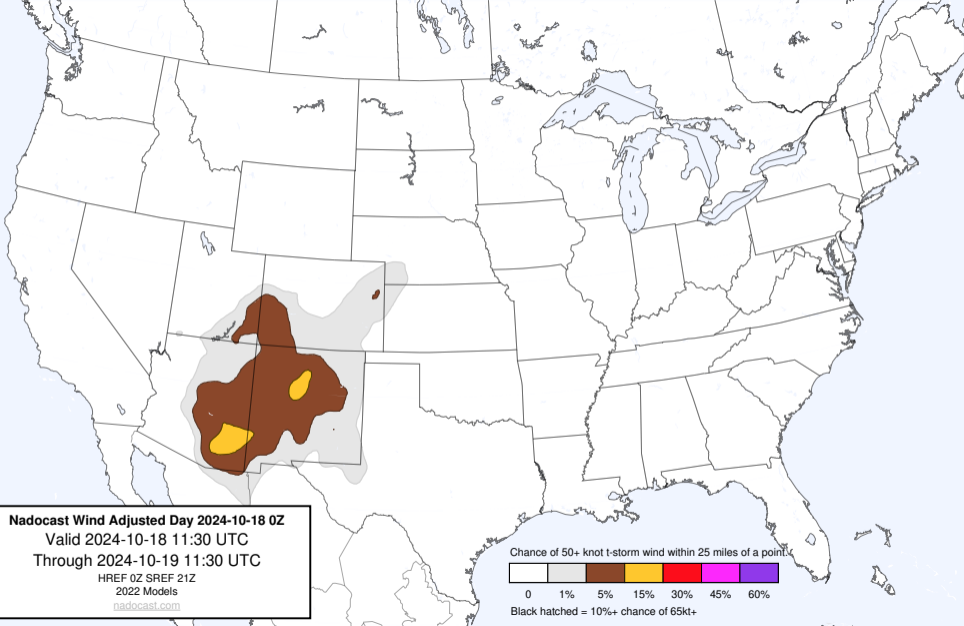 Nadocast Wind Adjusted Day 2024-10-18 0Z
Valid 2024-10-18 11:30 UTC
Through 2024-10-19 11:30 UTC
HREF 0Z SREF 21Z
2022 Models
nadocast.com
Chance of 50+ knot t-storm wind within 25 miles of a point.
0 1% 5% 15% 30% 45% 60%
Black hatched = 10%+ chance of 65kt+